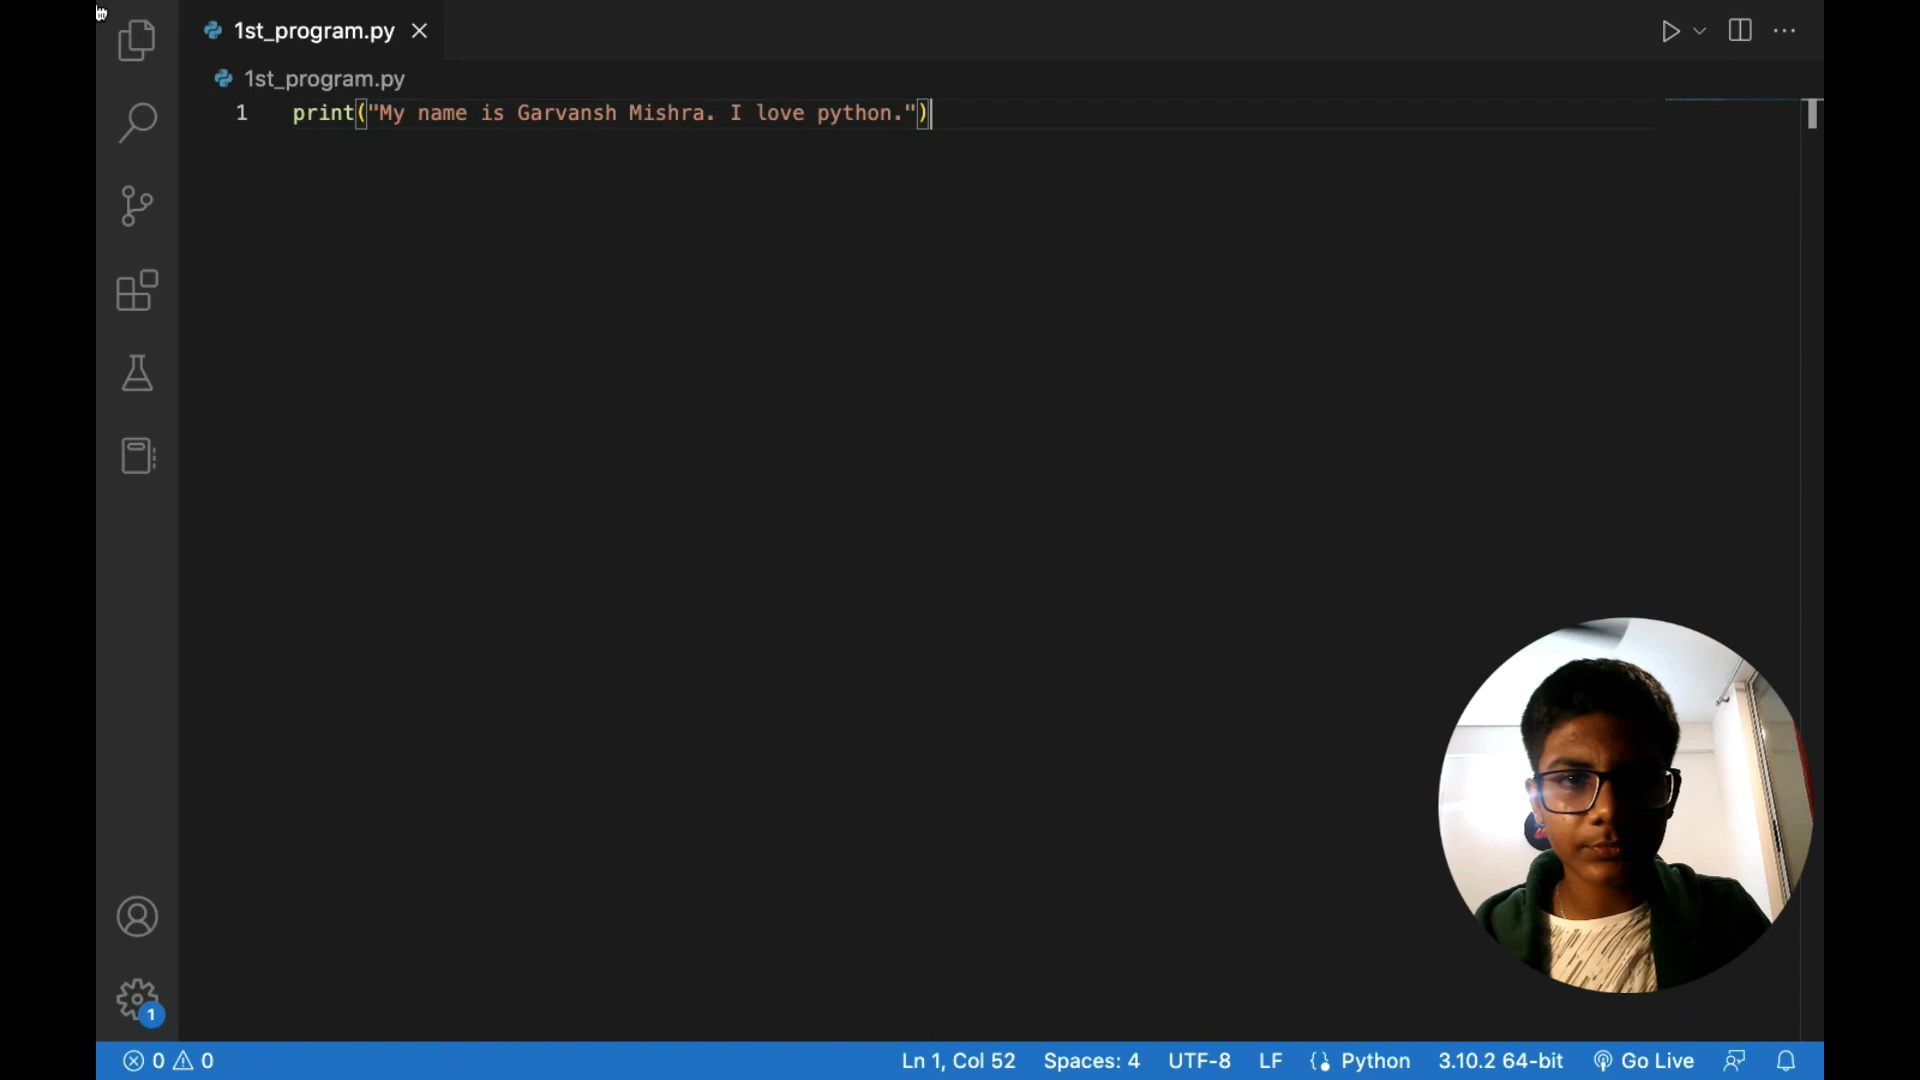 1st_program.py
1st_program.py
1 print("My name is Garvansh Mishra. I love python.")
1
0 0 Ln 1, Col 52 Spaces: 4 UTF-8 LF Python 3.10.2 64-bit Go Live